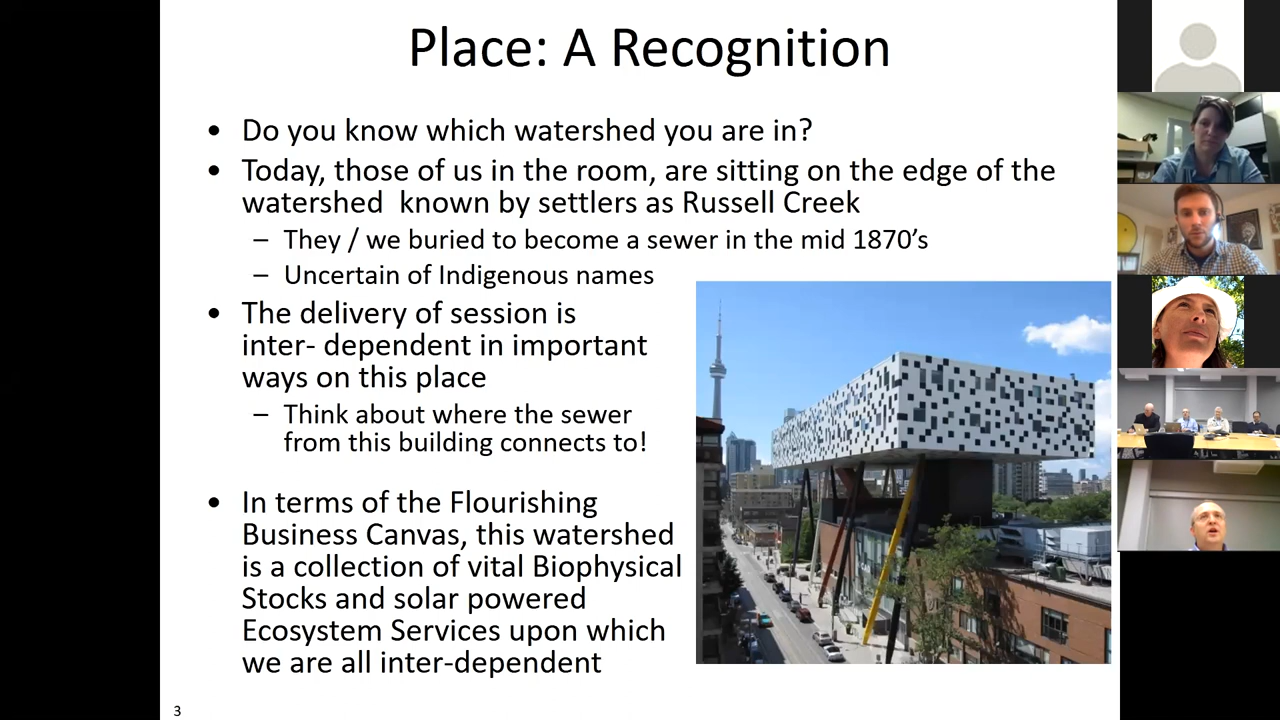 Place: A Recognition
• Do you know which watershed you are in?
• Today, those of us in the room, are sitting on the edge of the
watershed  known by settlers as Russell Creek
– They / we buried to become a sewer in the mid 1870’s
– Uncertain of Indigenous names
• The delivery of session is
inter- dependent in important
ways on this place
– Think about where the sewer
from this building connects to!
• In terms of the Flourishing
Business Canvas, this watershed
is a collection of vital Biophysical
Stocks and solar powered
Ecosystem Services upon which
we are all inter-dependent
3